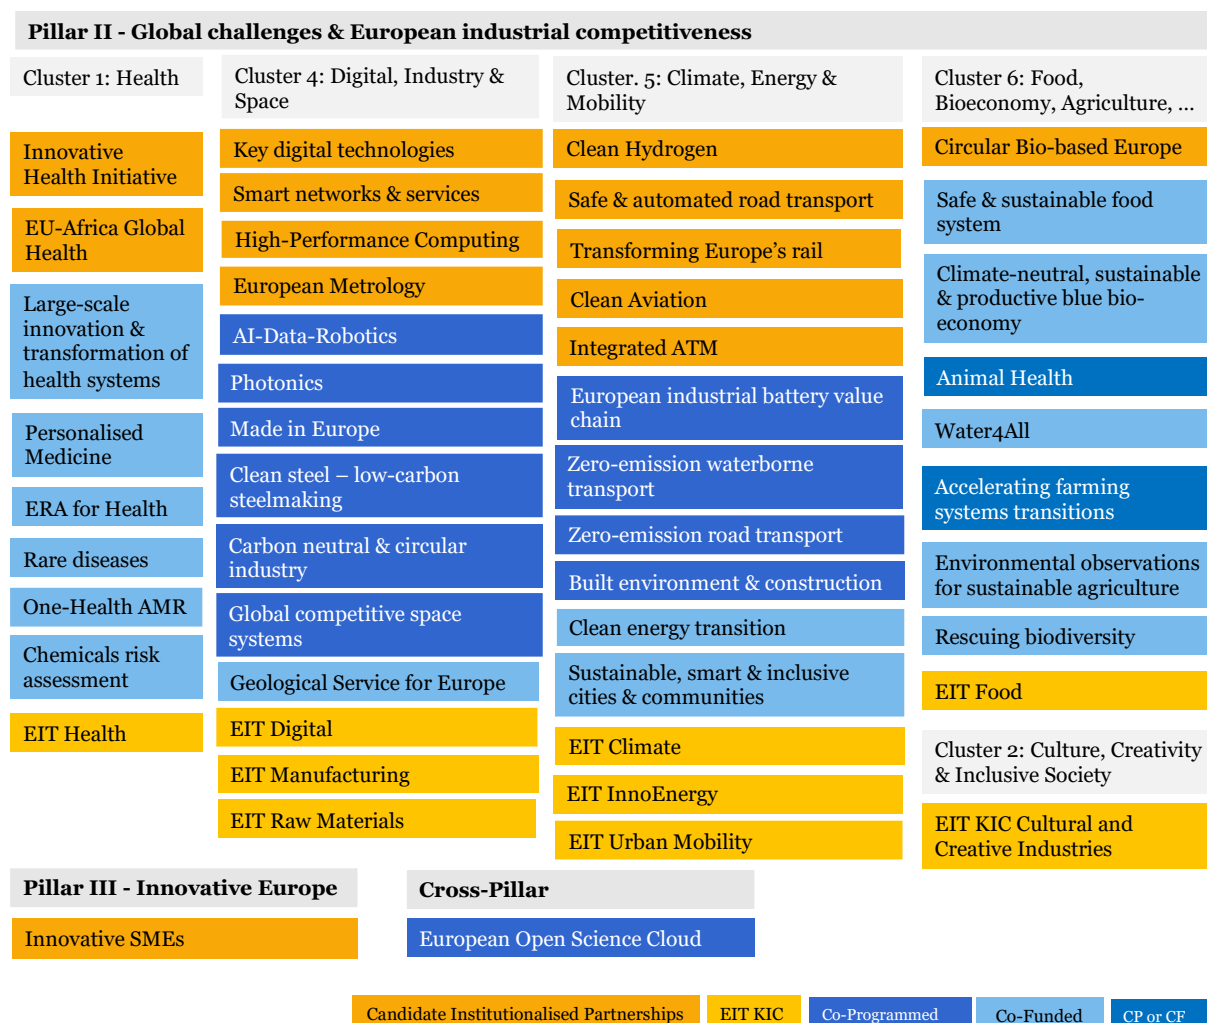 Pillar II - Global challenges & European industrial competitiveness
Cluster 1: Health
Innovative
Health Initiative
EU-Africa Global
Health
Large-scale
innovation &
transformation of
health systems
Personalised
Medicine
ERA for Health
Rare diseases
One-Health AMR
Chemicals risk
assessment
EIT Health
Cluster 4: Digital, Industry &
Space
Key digital technologies
Smart networks & services
High-Performance Computing
European Metrology
AI-Data-Robotics
Photonics
Made in Europe
Clean steel – low-carbon
steelmaking
Carbon neutral & circular
industry
Global competitive space
systems
Geological Service for Europe
EIT Digital
EIT Manufacturing
EIT Raw Materials
Cluster. 5: Climate, Energy &
Mobility
Clean Hydrogen
Safe & automated road transport
Transforming Europe’s rail
Clean Aviation
Integrated ATM
European industrial battery value
chain
Zero-emission waterborne
transport
Zero-emission road transport
Built environment & construction
Clean energy transition
Sustainable, smart & inclusive
cities & communities
EIT Climate
EIT InnoEnergy
EIT Urban Mobility
Cluster 6: Food,
Bioeconomy, Agriculture, ...
Circular Bio-based Europe
Safe & sustainable food
system
Climate-neutral, sustainable
& productive blue bio-
economy
Animal Health
Water4All
Accelerating farming
systems transitions
Environmental observations
for sustainable agriculture
Rescuing biodiversity
EIT Food
Cluster 2: Culture, Creativity
& Inclusive Society
EIT KIC Cultural and
Creative Industries
Pillar III - Innovative Europe
Innovative SMEs
Cross-Pillar
European Open Science Cloud
Candidate Institutionalised Partnerships
EIT KIC
Co-Programmed
Co-Funded
CP or CF